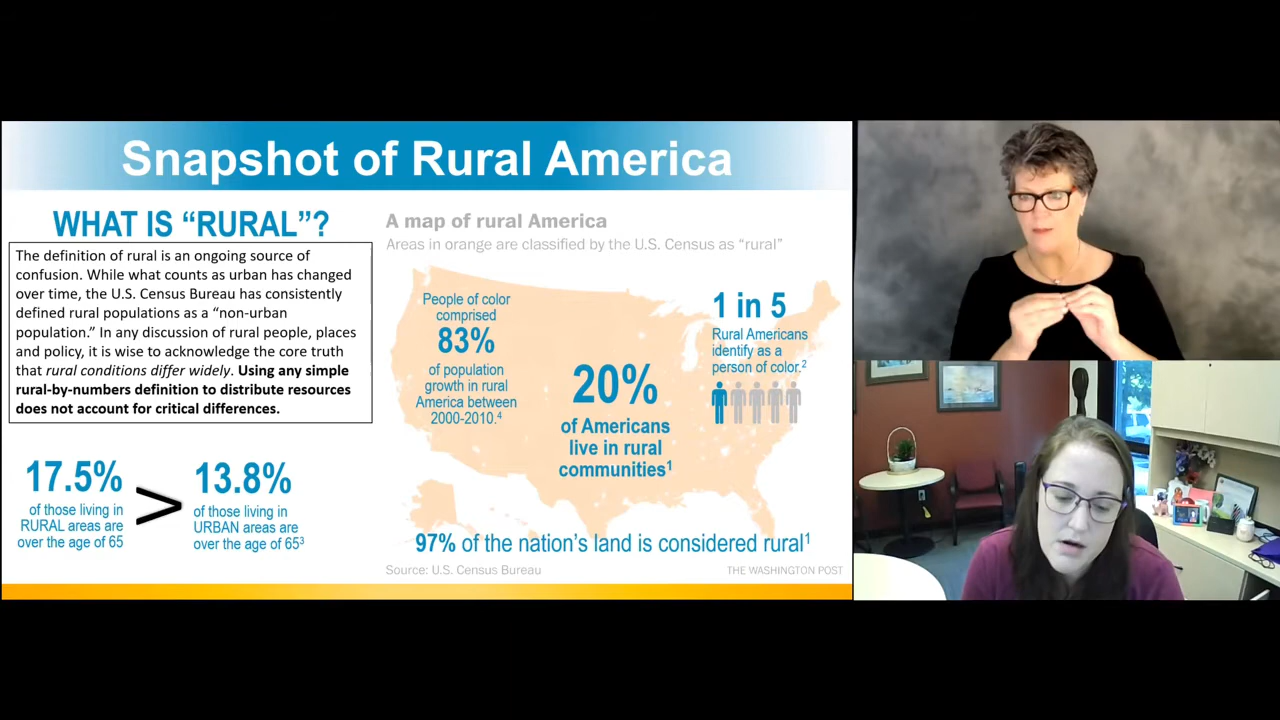 Snapshot of Rural America
WHAT IS “RURAL”?
The definition of rural is an ongoing source of
confusion. While what counts as urban has changed
over time, the U.S. Census Bureau has consistently
defined rural populations as a “non-urban
population.” In any discussion of rural people, places
and policy, it is wise to acknowledge the core truth
that rural conditions differ widely. Using any simple
rural-by-numbers definition to distribute resources
does not account for critical differences.
17.5%
of those living in
RURAL areas are
over the age of 65
>
13.8%
of those living in
URBAN areas are
over the age of 65³
A map of rural America
Areas in orange are classified by the U.S. Census as “rural”
People of color
comprised
83%
of population
growth in rural
America between
2000-2010.⁴
20%
of Americans
live in rural
communities¹
1 in 5
Rural Americans
identify as a
person of color.²
97% of the nation’s land is considered rural¹
Source: U.S. Census Bureau
THE WASHINGTON POST